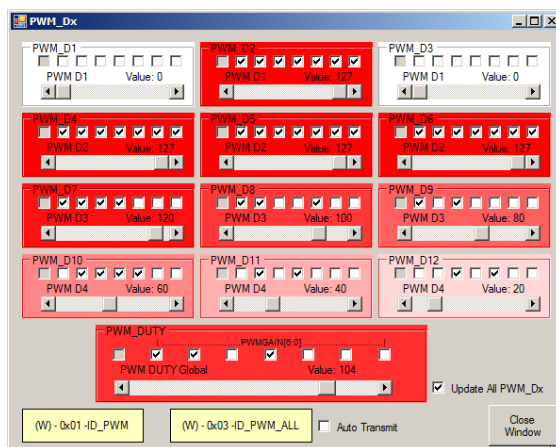 PWM_Dx
PWM_D1 PWM_D2 PWM_D3
PWM D1 Value: 0 PWM D1 Value: 127 PWM D1 Value: 0
PWM_D4 PWM_D5 PWM_D6
PWM D2 Value: 127 PWM D2 Value: 127 PWM D2 Value: 127
PWM_D7 PWM_D8 PWM_D9
PWM D3 Value: 120 PWM D3 Value: 100 PWM D3 Value: 80
PWM_D10 PWM_D11 PWM_D12
PWM D4 Value: 60 PWM D4 Value: 40 PWM D4 Value: 20
PWM_DUTY
PWMGAIN[6:0]
PWM DUTY Global Value: 104
Update All PWM_Dx
(W) - 0x01 -ID_PWM (W) - 0x03 -ID_PWM_ALL Auto Transmit Close
Window